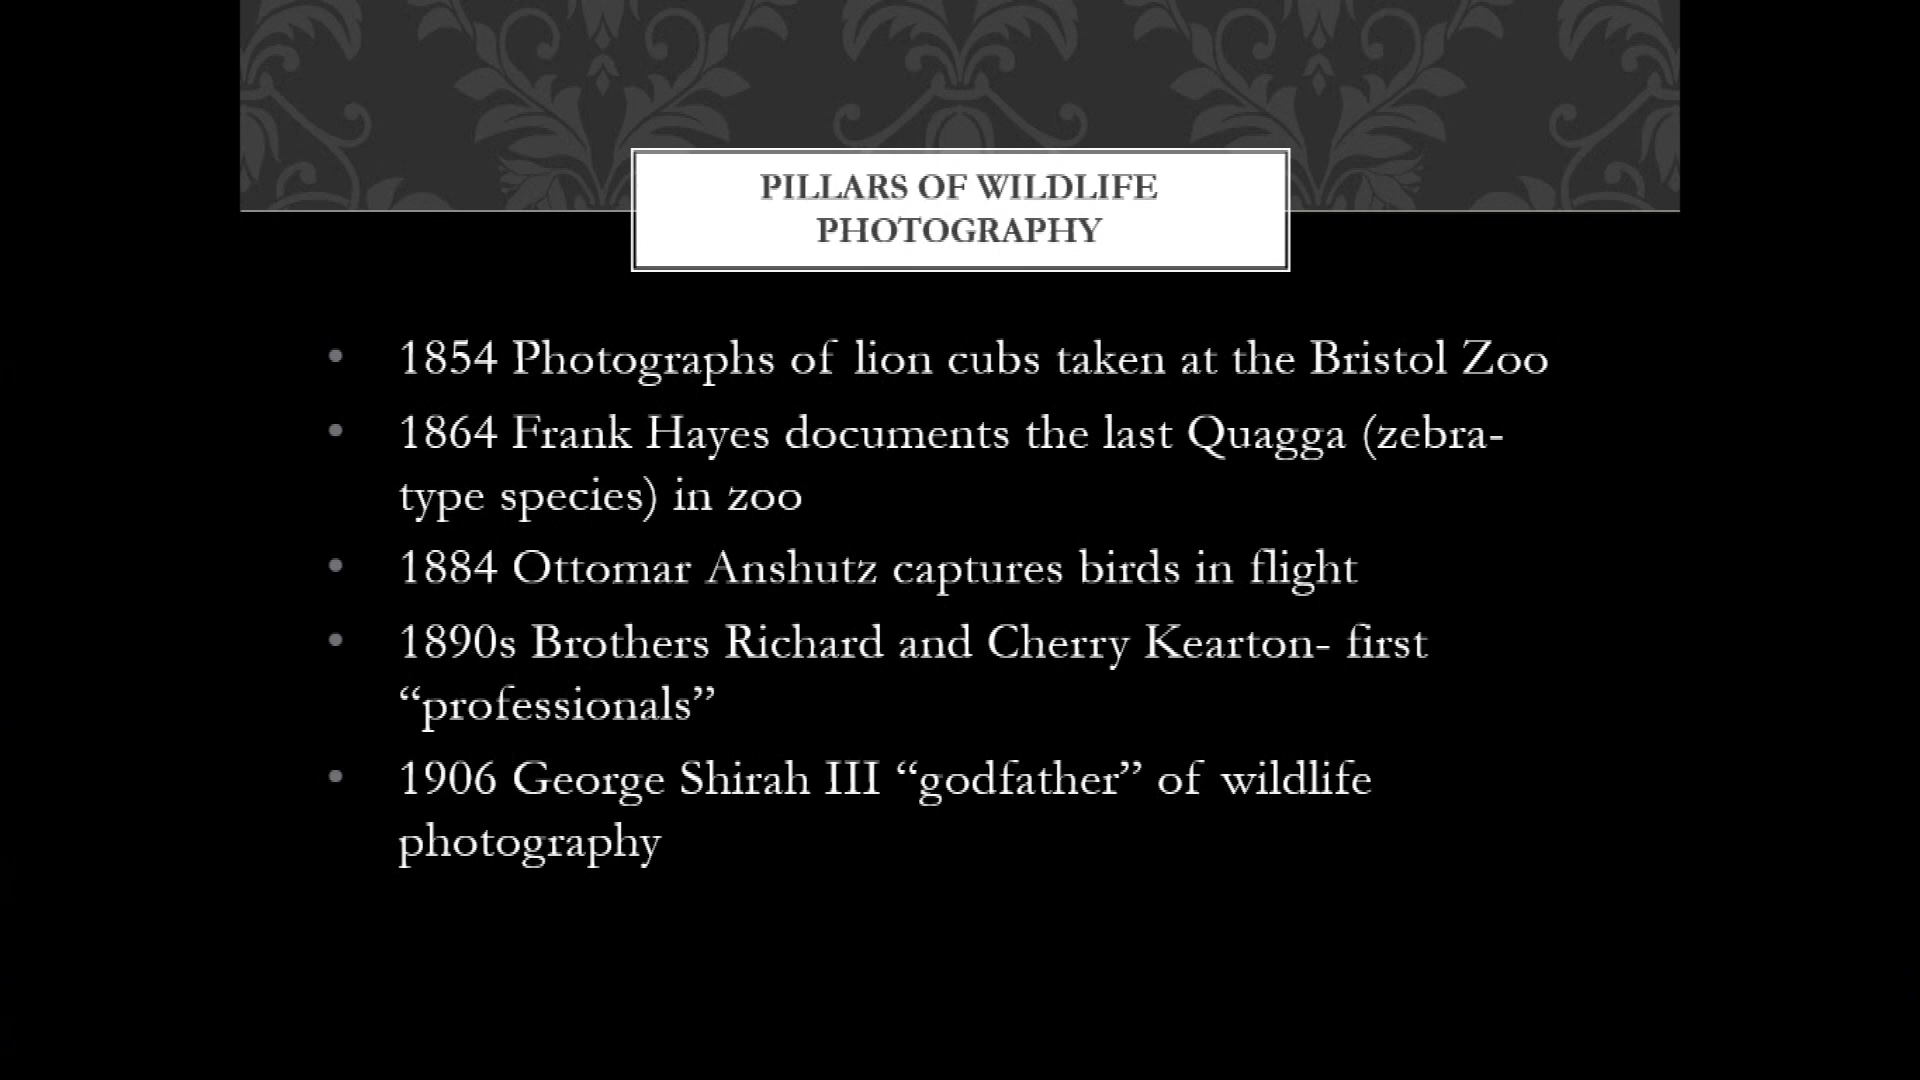 PILLARS OF WILDLIFE
PHOTOGRAPHY
• 1854 Photographs of lion cubs taken at the Bristol Zoo
• 1864 Frank Hayes documents the last Quagga (zebra-
type species) in zoo
• 1884 Ottomar Anshutz captures birds in flight
• 1890s Brothers Richard and Cherry Kearton- first
“professionals”
• 1906 George Shirah III “godfather” of wildlife
photography